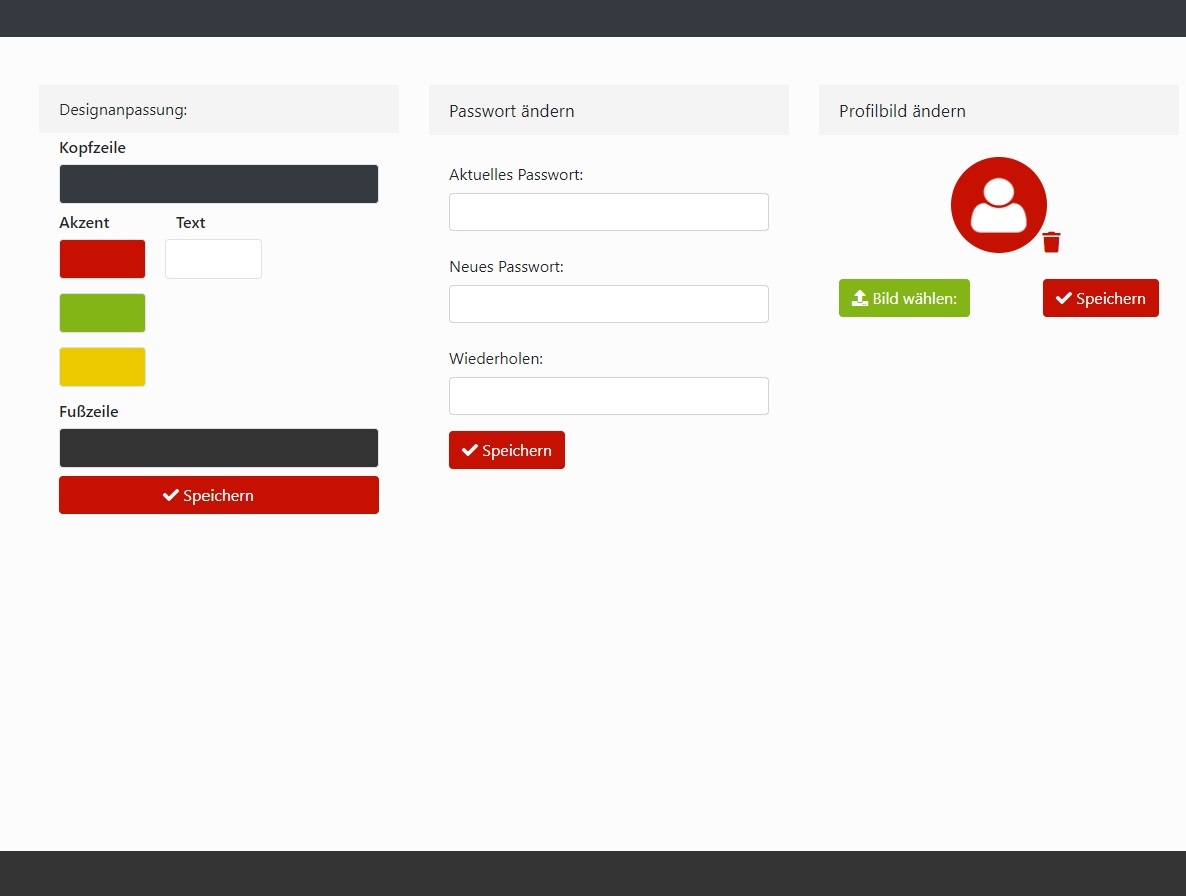 Designanpassung:
Kopfzeile
Akzent Text
Fußzeile
Speichern
Passwort ändern
Aktuelles Passwort:
Neues Passwort:
Wiederholen:
Speichern
Profilbild ändern
Bild wählen:
Speichern